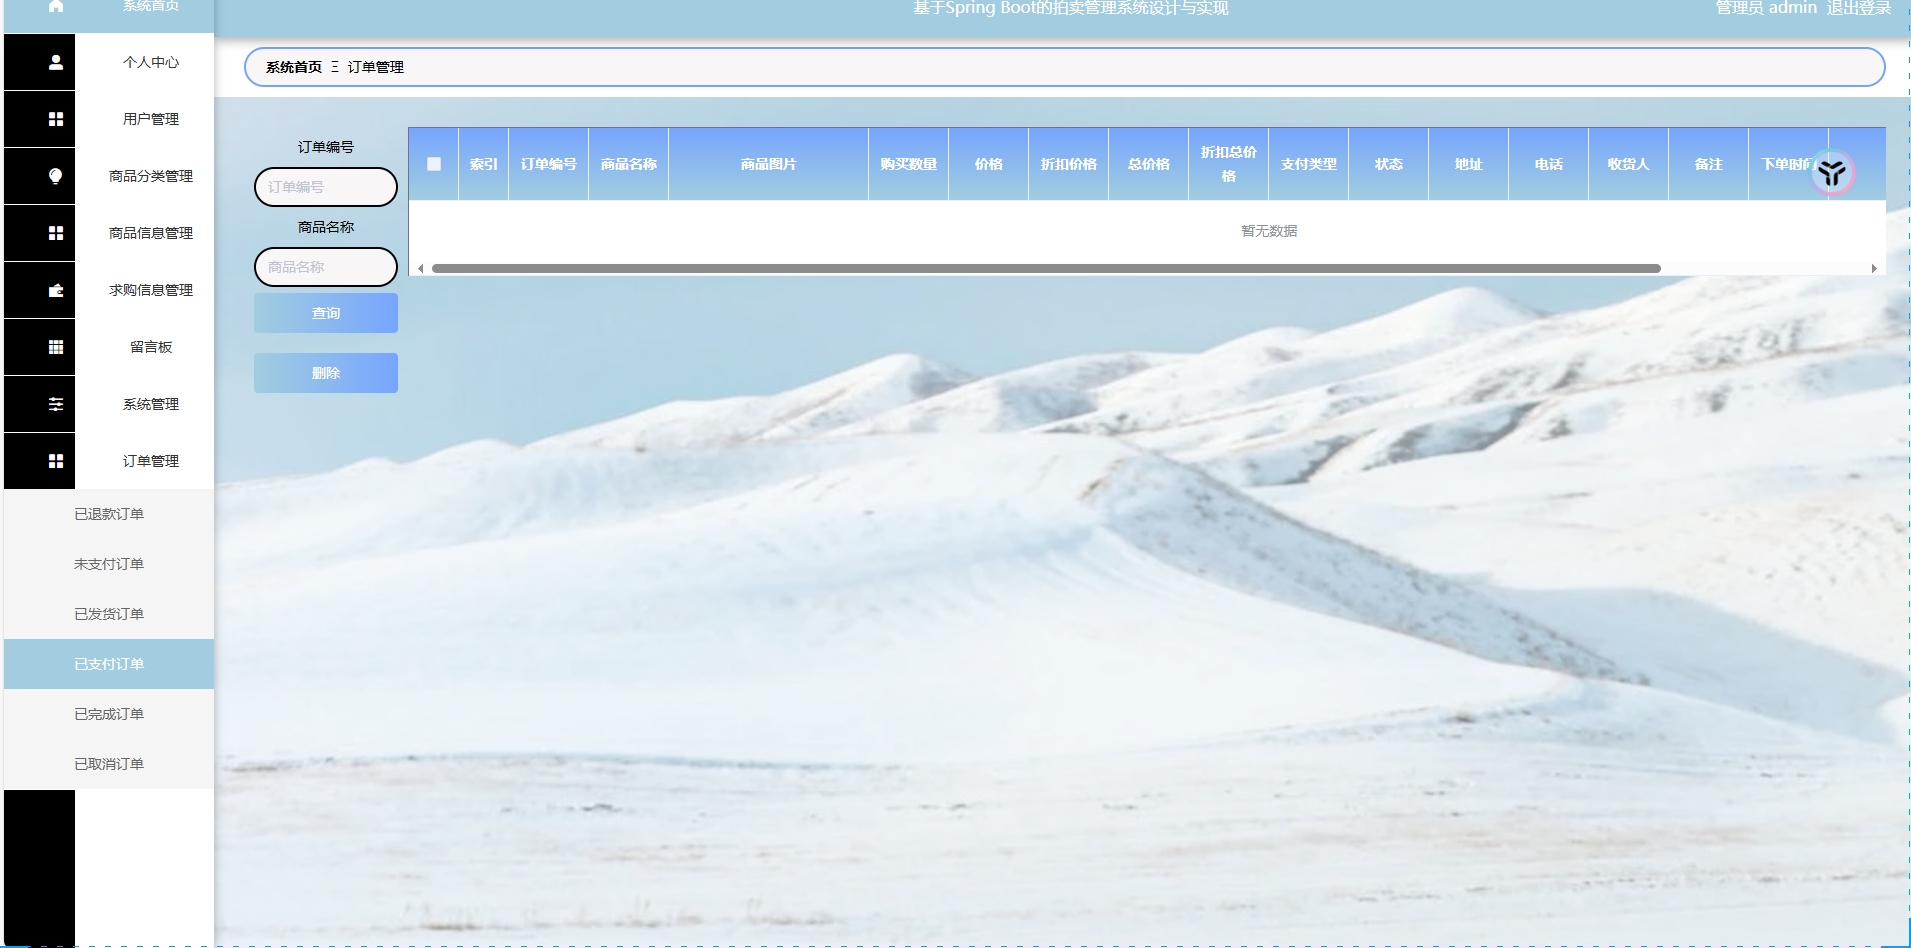 系统首页
基于Spring Boot的拍卖管理系统设计与实现
管理员 admin 退出登录
个人中心
用户管理
商品分类管理
商品信息管理
求购信息管理
留言板
系统管理
订单管理
已退款订单
未支付订单
已发货订单
已支付订单
已完成订单
已取消订单
系统首页 Ξ 订单管理
订单编号
订单编号
商品名称
商品名称
查询
删除
索引 订单编号 商品名称 商品图片 购买数量 价格 折扣价格 总价格 折扣总价格 支付类型 状态 地址 电话 收货人 备注 下单时间
暂无数据